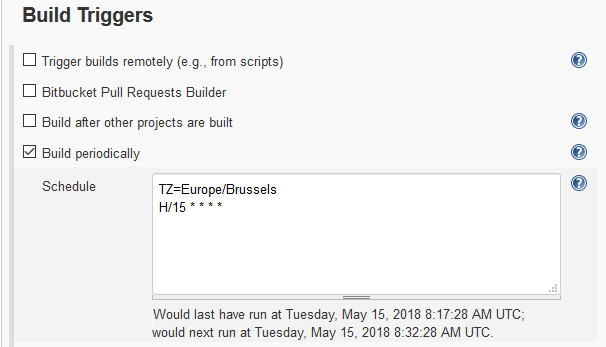 Build Triggers
Trigger builds remotely (e.g., from scripts)
Bitbucket Pull Requests Builder
Build after other projects are built
Build periodically
Schedule
TZ=Europe/Brussels
H/15 * * * *
Would last have run at Tuesday, May 15, 2018 8:17:28 AM UTC;
would next run at Tuesday, May 15, 2018 8:32:28 AM UTC.